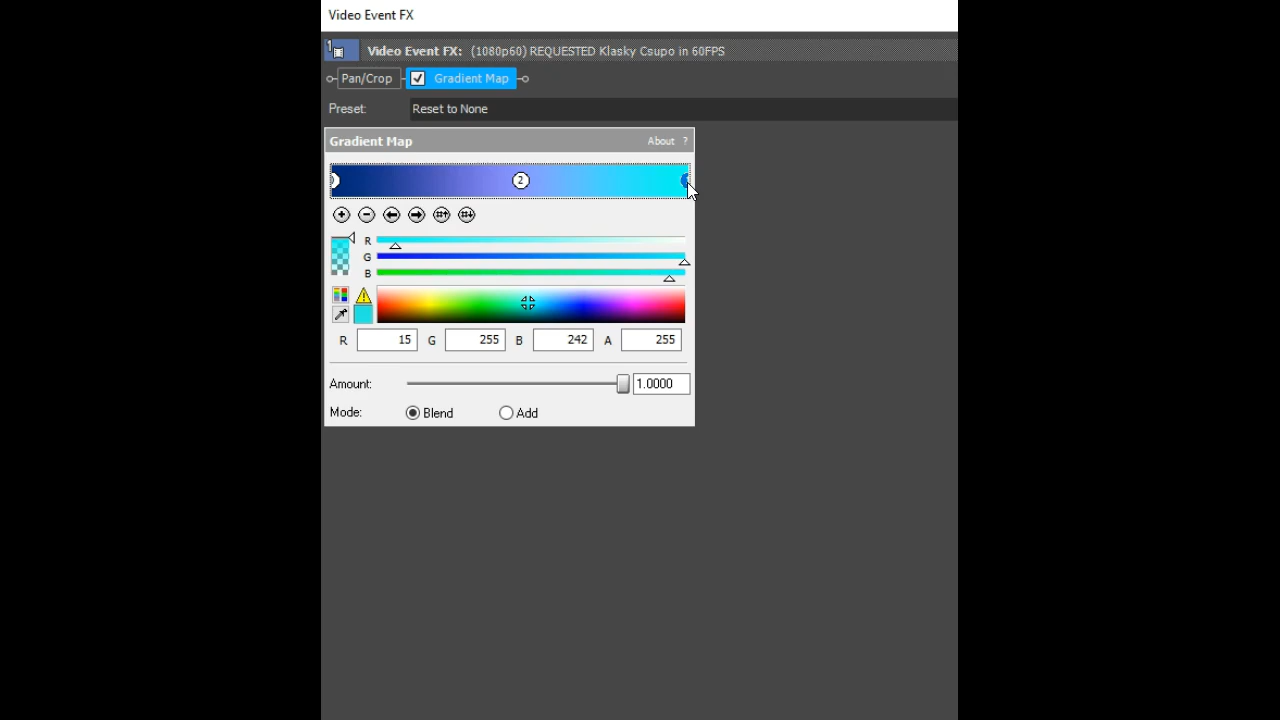 Video Event FX
1
Video Event FX: (1080p60) REQUESTED Klasky Csupo in 60FPS
Pan/Crop Gradient Map
Preset: Reset to None
Gradient Map About ?
2
R
G
B
R 15 G 255 B 242 A 255
Amount: 1.0000
Mode: Blend Add